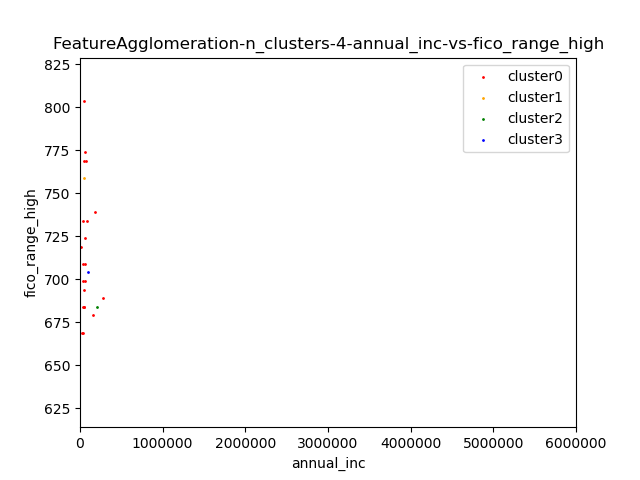 FeatureAgglomeration-n_clusters-4-annual_inc-vs-fico_range_high
825
800
775
750
725
700
675
650
625
fico_range_high
cluster0
cluster1
cluster2
cluster3
0 1000000 2000000 3000000 4000000 5000000 6000000
annual_inc